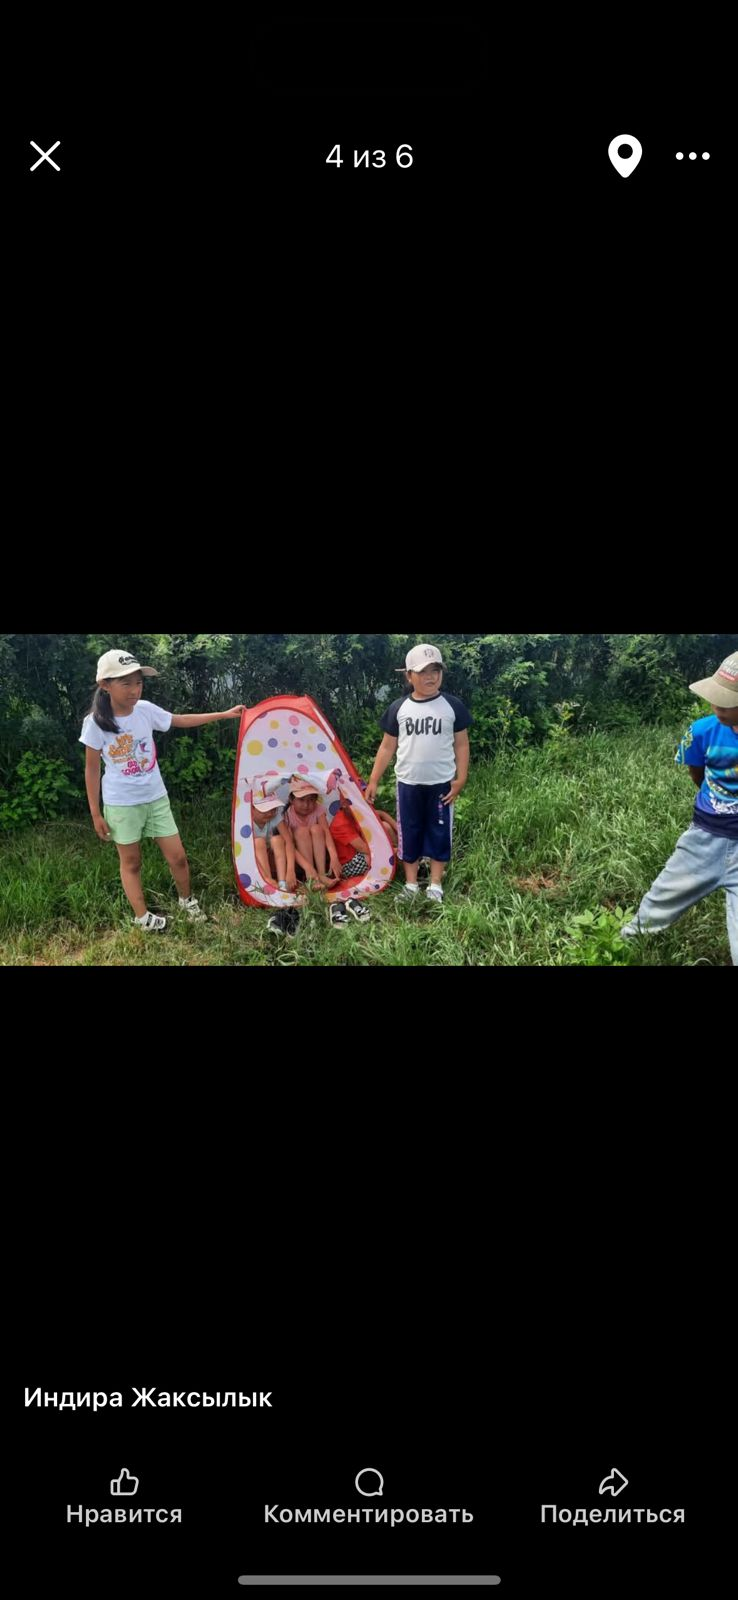 4 из 6
BUFU
Индира Жаксылык
Нравится
Комментировать
Поделиться